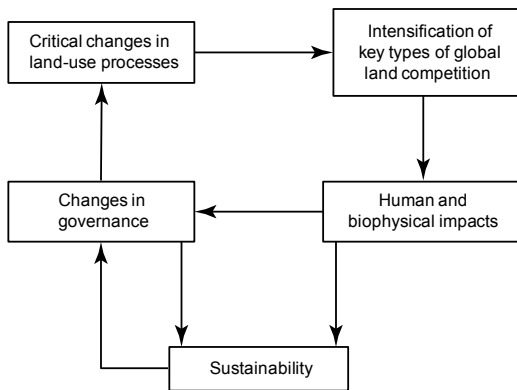 Critical changes in
land-use processes
Intensification of
key types of global
land competition
Changes in
governance
Human and
biophysical impacts
Sustainability